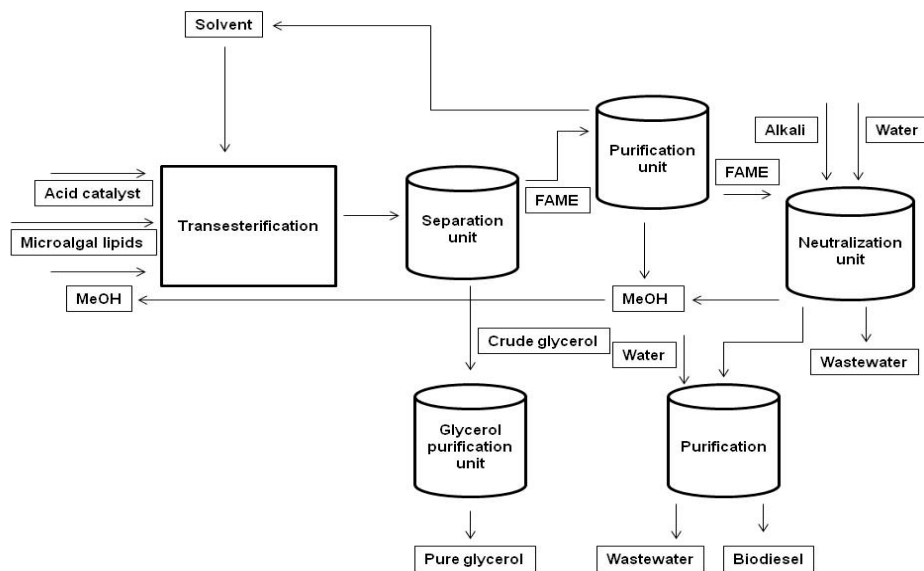 Solvent
Alkali
Water
Purification
unit
FAME
Acid catalyst
FAME
Transesterification
Separation
unit
Microalgal lipids
Neutralization
unit
MeOH
MeOH
Crude glycerol
Water
Wastewater
Glycerol
purification
unit
Purification
Pure glycerol
Wastewater
Biodiesel